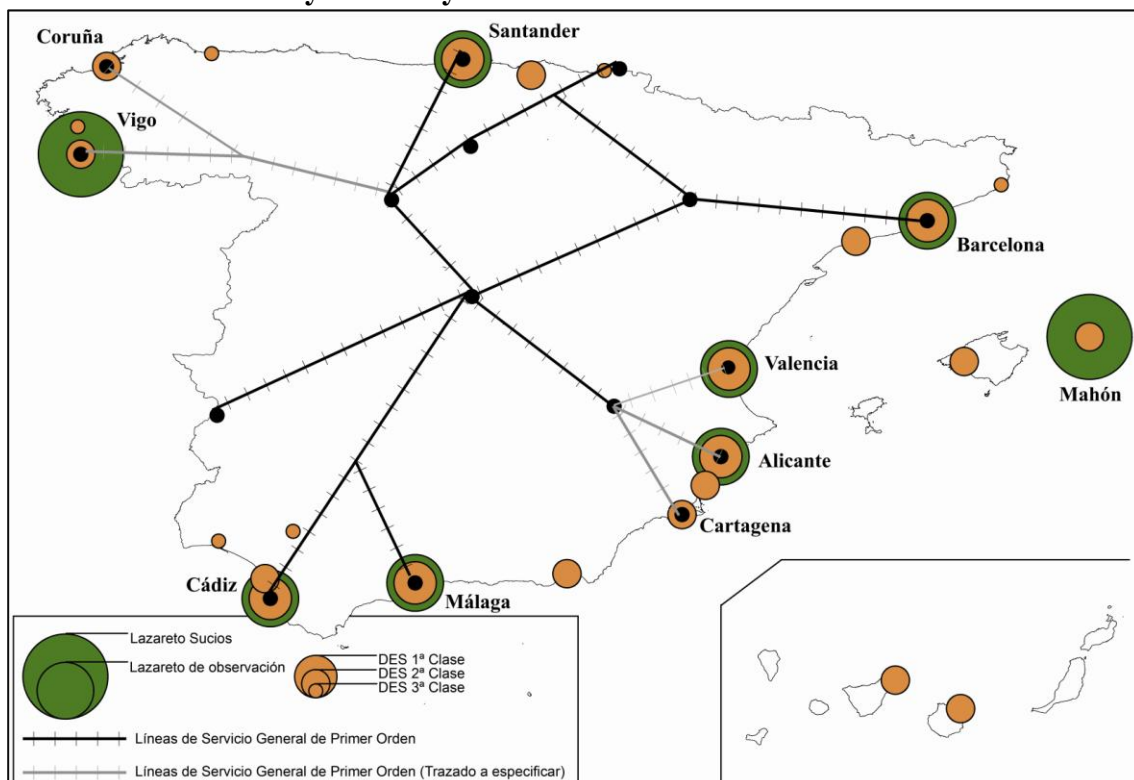 Coruña
Santander
Vigo
Barcelona
Valencia
Mahón
Alicante
Cartagena
Cádiz
Málaga
Lazareto Sucios
Lazareto de observación
DES 1ª Clase
DES 2ª Clase
DES 3ª Clase
Líneas de Servicio General de Primer Orden
Líneas de Servicio General de Primer Orden (Trazado a especificar)